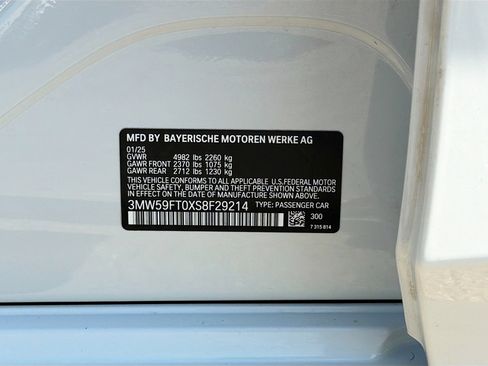 MFD BY BAYERISCHE MOTOREN WERKE AG
01/25
GVWR 4982 lbs 2260 kg
GAWR FRONT 2370 lbs 1075 kg
GAWR REAR 2712 lbs 1230 kg
THIS VEHICLE CONFORMS TO ALL APPLICABLE U.S.FEDERAL MOTOR
VEHICLE SAFETY, BUMPER AND THEFT PREVENTION STANDARDS IN
EFFECT ON THE DATE OF MANUFACTURE SHOWN ABOVE.
3MW59FT0XS8F29214 TYPE: PASSENGER CAR
300
7 315 814